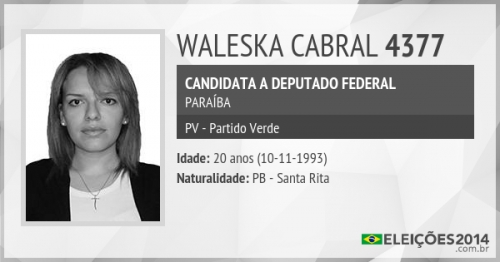 WALESKA CABRAL 4377
CANDIDATA A DEPUTADO FEDERAL
PARAÍBA
PV - Partido Verde
Idade: 20 anos (10-11-1993)
Naturalidade: PB - Santa Rita
ELEIÇÕES2014
.com.br